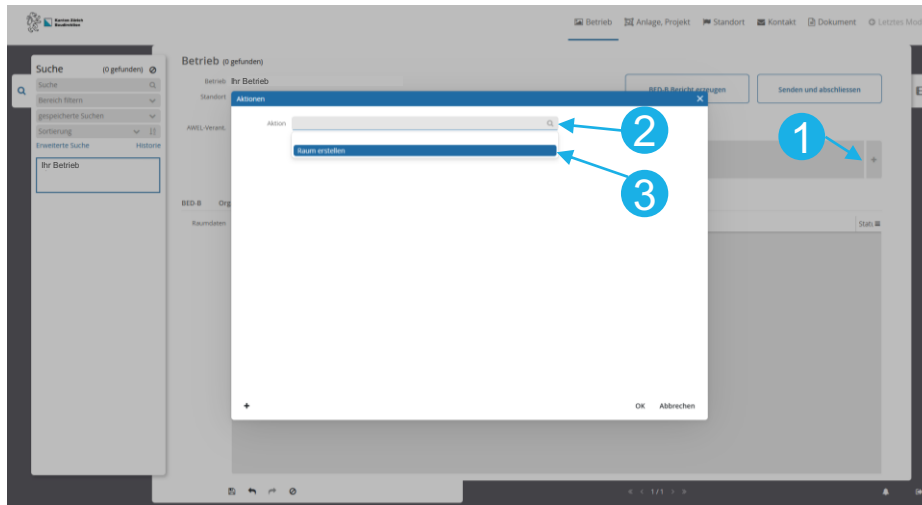 Kanton Zürich
Baudirektion
Betrieb
Anlage, Projekt
Standort
Kontakt
Dokument
Letztes Mod
Suche (0 gefunden)
Suche
Bereich filtern
gespeicherte Suchen
Sortierung
Erweiterte Suche Historie
Ihr Betrieb
Betrieb (0 gefunden)
Betrieb Ihr Betrieb
Standort
AWEL-Verant.
BED-B Bericht erzeugen
Senden und abschliessen
E
Aktionen
Aktion
Raum erstellen
1
2
3
+
BED-B Org
Raumdaten
Stats
+ OK Abbrechen
« < 1/1 > »